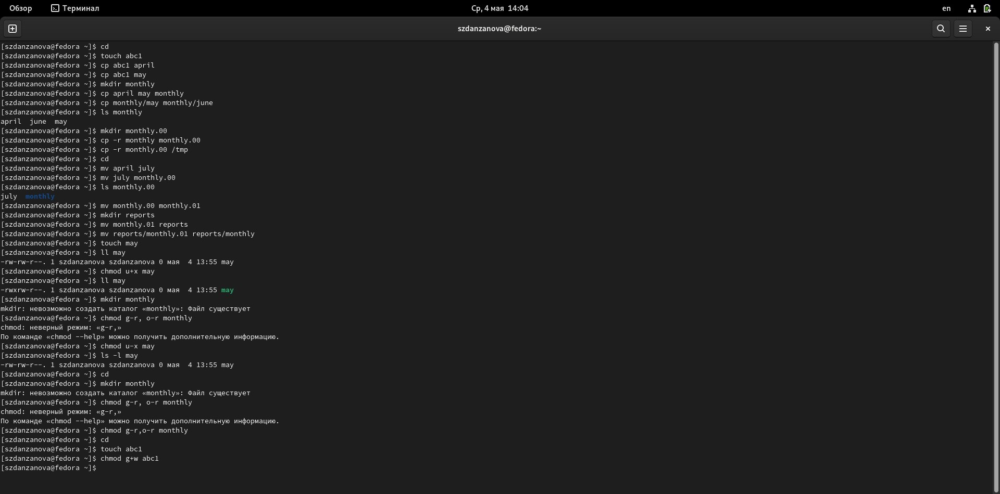 Обзор Терминал Ср, 4 мая 14:04 en
szdanzanova@fedora:~
[szdanzanova@fedora ~]$ cd
[szdanzanova@fedora ~]$ touch abc1
[szdanzanova@fedora ~]$ cp abc1 april
[szdanzanova@fedora ~]$ cp abc1 may
[szdanzanova@fedora ~]$ mkdir monthly
[szdanzanova@fedora ~]$ cp april may monthly
[szdanzanova@fedora ~]$ cp monthly/may monthly/june
[szdanzanova@fedora ~]$ ls monthly
april  june  may
[szdanzanova@fedora ~]$ mkdir monthly.00
[szdanzanova@fedora ~]$ cp -r monthly monthly.00
[szdanzanova@fedora ~]$ cp -r monthly.00 /tmp
[szdanzanova@fedora ~]$ cd
[szdanzanova@fedora ~]$ mv april july
[szdanzanova@fedora ~]$ mv july monthly.00
[szdanzanova@fedora ~]$ ls monthly.00
july  monthly
[szdanzanova@fedora ~]$ mv monthly.00 monthly.01
[szdanzanova@fedora ~]$ mkdir reports
[szdanzanova@fedora ~]$ mv monthly.01 reports
[szdanzanova@fedora ~]$ mv reports/monthly.01 reports/monthly
[szdanzanova@fedora ~]$ touch may
[szdanzanova@fedora ~]$ ll may
-rw-rw-r--. 1 szdanzanova szdanzanova 0 мая  4 13:55 may
[szdanzanova@fedora ~]$ chmod u+x may
[szdanzanova@fedora ~]$ ll may
-rwxrw-r--. 1 szdanzanova szdanzanova 0 мая  4 13:55 may
[szdanzanova@fedora ~]$ mkdir monthly
mkdir: невозможно создать каталог «monthly»: Файл существует
[szdanzanova@fedora ~]$ chmod g-r, o-r monthly
chmod: неверный режим: «g-r,»
По команде «chmod --help» можно получить дополнительную информацию.
[szdanzanova@fedora ~]$ chmod u-x may
[szdanzanova@fedora ~]$ ls -l may
-rw-rw-r--. 1 szdanzanova szdanzanova 0 мая  4 13:55 may
[szdanzanova@fedora ~]$ cd
[szdanzanova@fedora ~]$ mkdir monthly
mkdir: невозможно создать каталог «monthly»: Файл существует
[szdanzanova@fedora ~]$ chmod g-r, o-r monthly
chmod: неверный режим: «g-r,»
По команде «chmod --help» можно получить дополнительную информацию.
[szdanzanova@fedora ~]$ chmod g-r,o-r monthly
[szdanzanova@fedora ~]$ cd
[szdanzanova@fedora ~]$ touch abc1
[szdanzanova@fedora ~]$ chmod g+w abc1
[szdanzanova@fedora ~]$